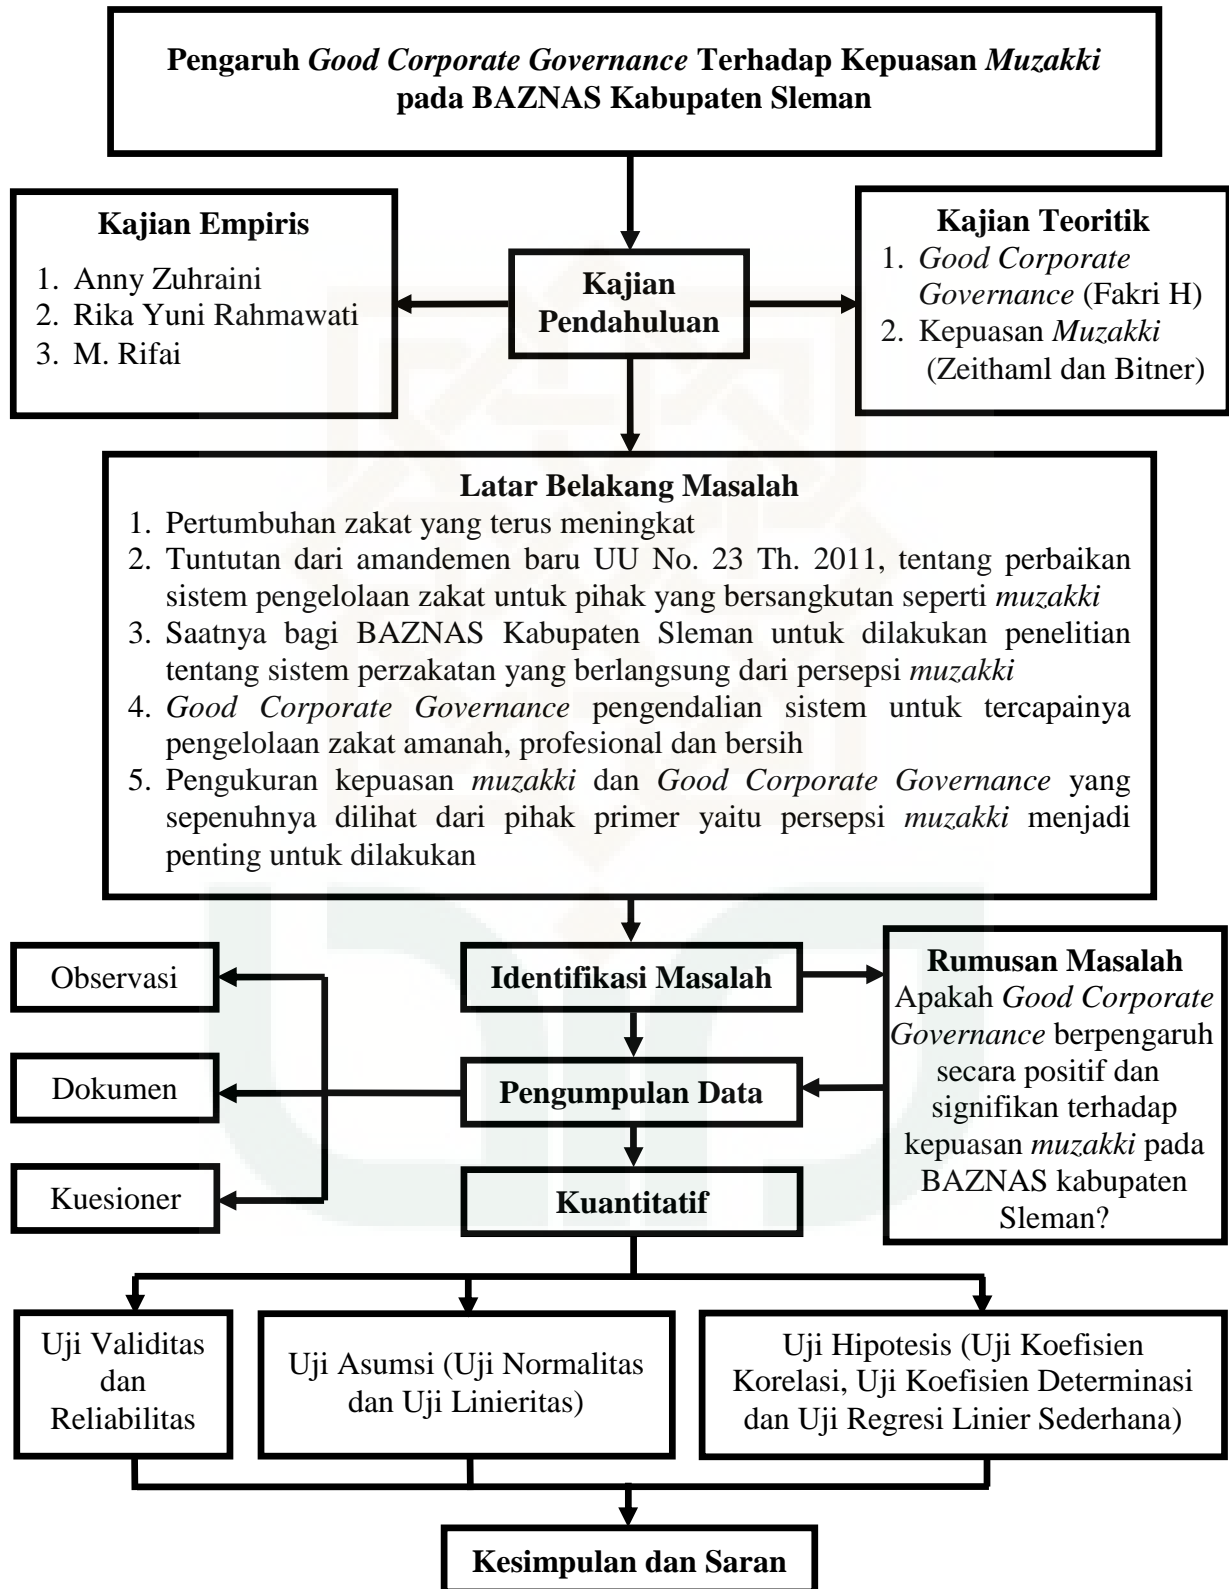 Pengaruh Good Corporate Governance Terhadap Kepuasan Muzakki
pada BAZNAS Kabupaten Sleman
Kajian Empiris
1. Anny Zuhraini
2. Rika Yuni Rahmawati
3. M. Rifai
Kajian
Pendahuluan
Kajian Teoritik
1. Good Corporate
Governance (Fakri H)
2. Kepuasan Muzakki
(Zeithaml dan Bitner)
Latar Belakang Masalah
1. Pertumbuhan zakat yang terus meningkat
2. Tuntutan dari amandemen baru UU No. 23 Th. 2011, tentang perbaikan
sistem pengelolaan zakat untuk pihak yang bersangkutan seperti muzakki
3. Saatnya bagi BAZNAS Kabupaten Sleman untuk dilakukan penelitian
tentang sistem perzakatan yang berlangsung dari persepsi muzakki
4. Good Corporate Governance pengendalian sistem untuk tercapainya
pengelolaan zakat amanah, profesional dan bersih
5. Pengukuran kepuasan muzakki dan Good Corporate Governance yang
sepenuhnya dilihat dari pihak primer yaitu persepsi muzakki menjadi
penting untuk dilakukan
Observasi
Dokumen
Kuesioner
Identifikasi Masalah
Pengumpulan Data
Kuantitatif
Rumusan Masalah
Apakah Good Corporate
Governance berpengaruh
secara positif dan
signifikan terhadap
kepuasan muzakki pada
BAZNAS kabupaten
Sleman?
Uji Validitas
dan
Reliabilitas
Uji Asumsi (Uji Normalitas
dan Uji Linieritas)
Uji Hipotesis (Uji Koefisien
Korelasi, Uji Koefisien Determinasi
dan Uji Regresi Linier Sederhana)
Kesimpulan dan Saran